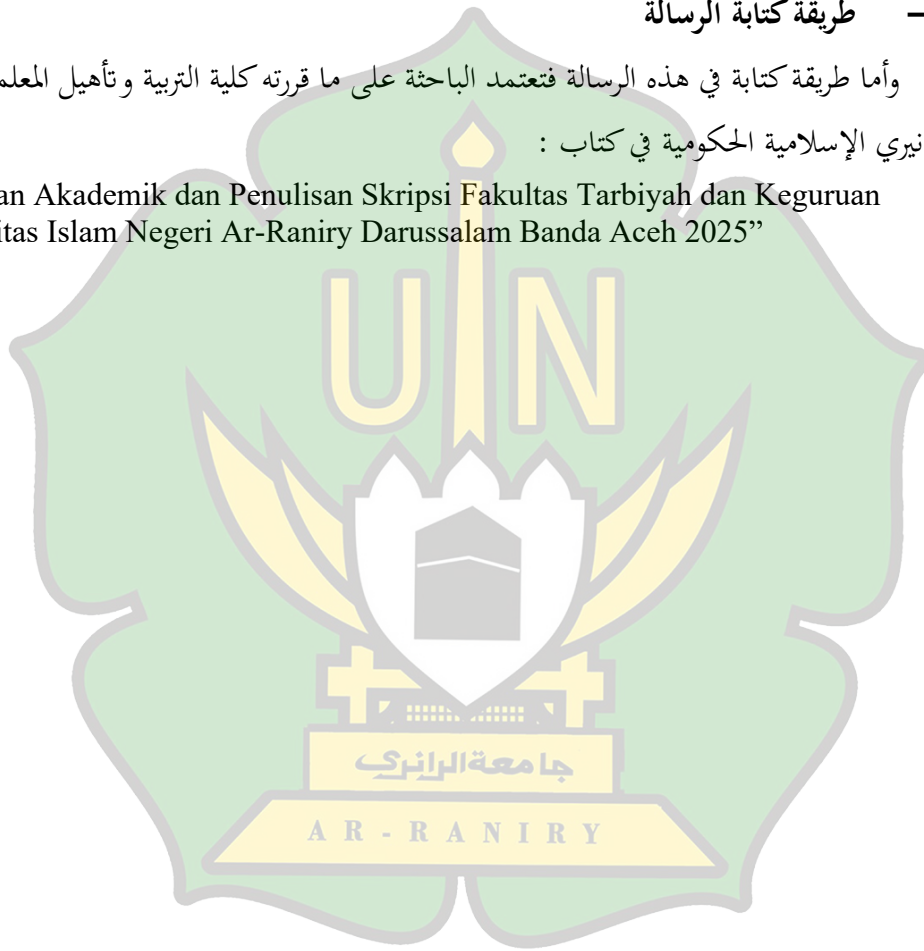 – طريقة كتابة الرسالة
وأما طريقة كتابة في هذه الرسالة فتعتمد الباحثة على ما قررته كلية التربية وتأهيل المعلم
نيري الإسلامية الحكومية في كتاب :
an Akademik dan Penulisan Skripsi Fakultas Tarbiyah dan Keguruan
itas Islam Negeri Ar-Raniry Darussalam Banda Aceh 2025”
UIN
جامعة الرانري
AR-RANIRY